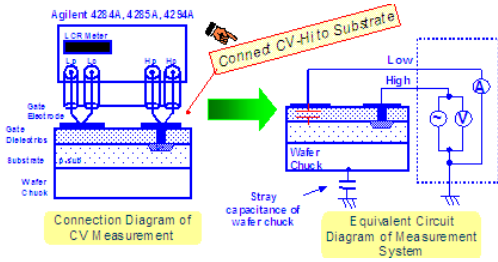 Agilent 4284A, 4285A, 4294A
LCR Meter
Lp Lc Hp Hc
Gate
Electrode
Gate
Dielectrics
Substrate
Wafer
Chuck
Connection Diagram of
CV Measurement
Connect CV-Hi to Substrate
Low
High
A
~ V
Wafer
Chuck
Stray
capacitance of
wafer chuck
Equivalent Circuit
Diagram of Measurement
System